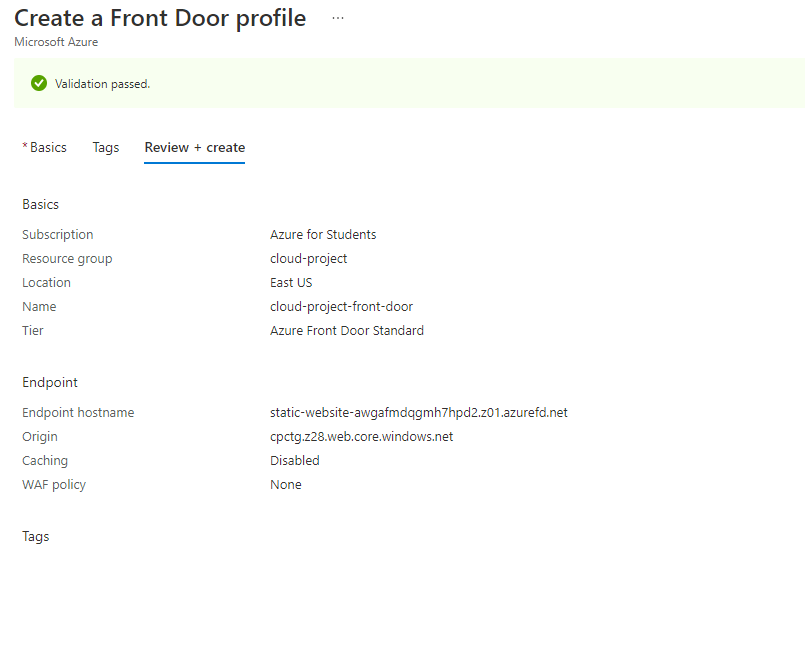 Create a Front Door profile ...
Microsoft Azure
Validation passed.
* Basics Tags Review + create
Basics
Subscription Azure for Students
Resource group cloud-project
Location East US
Name cloud-project-front-door
Tier Azure Front Door Standard
Endpoint
Endpoint hostname static-website-awgafmdqgmh7hpd2.z01.azurefd.net
Origin cpctg.z28.web.core.windows.net
Caching Disabled
WAF policy None
Tags